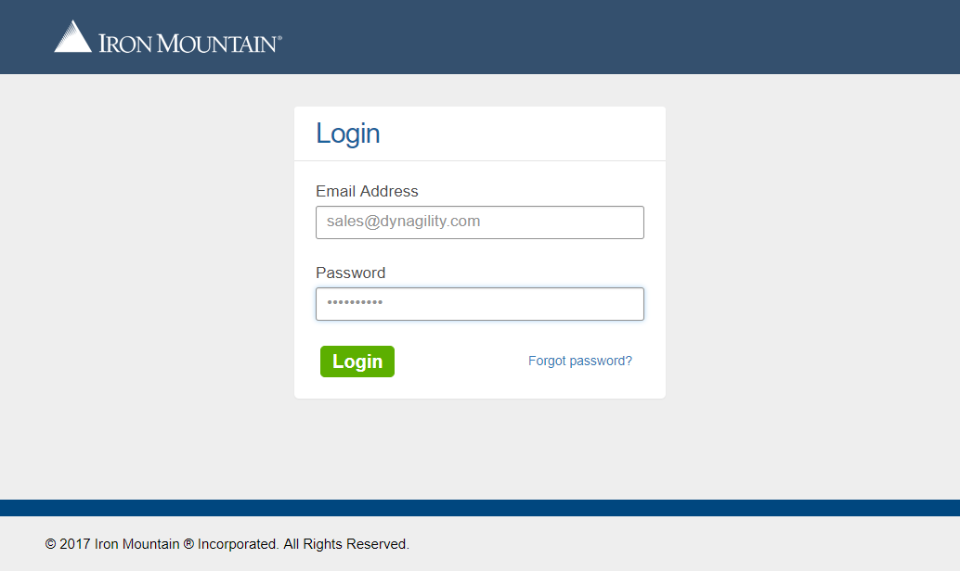 IRON MOUNTAIN®
Login
Email Address
sales@dynagility.com
Password
••••••••••
Login Forgot password?
© 2017 Iron Mountain ® Incorporated. All Rights Reserved.